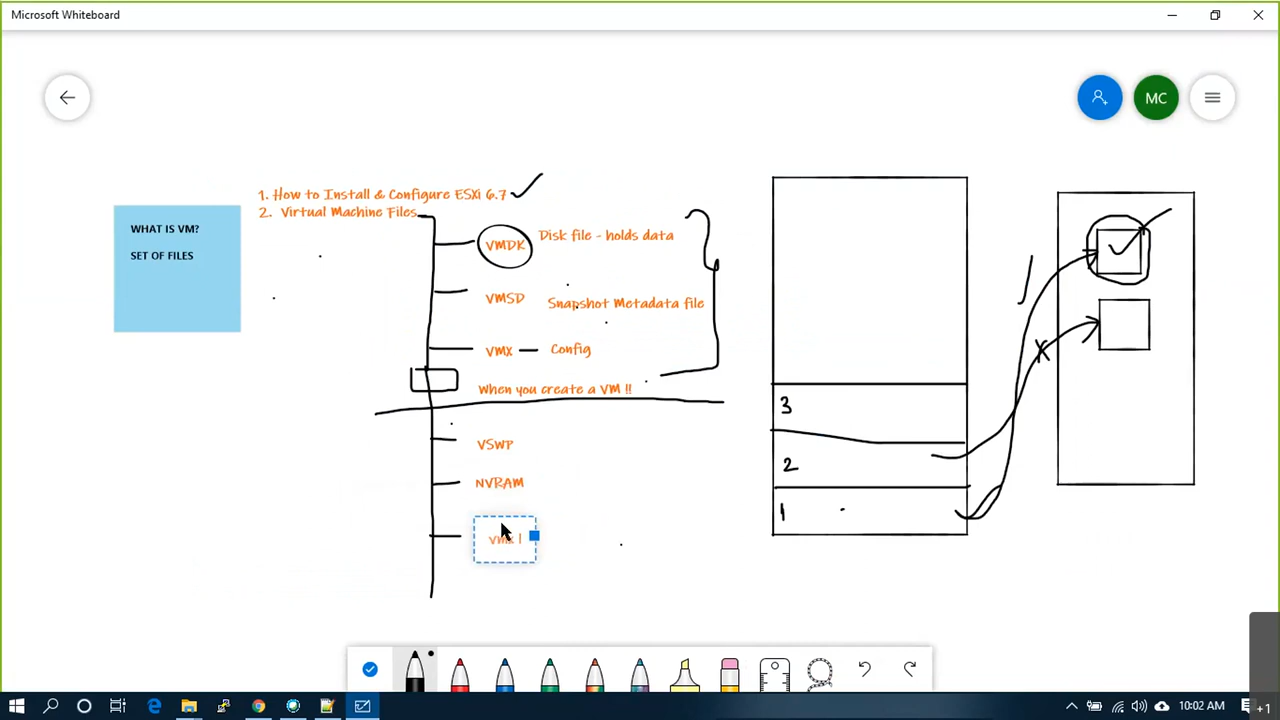 Microsoft Whiteboard
MC
1. How to Install & Configure ESXi 6.7
2. Virtual Machine Files
WHAT IS VM?
SET OF FILES
VMDK
Disk file - holds data
VMSD
Snapshot Metadata file
VMX
Config
When you create a VM !!
VSWP
NVRAM
3
2
1
X
10:02 AM
+1